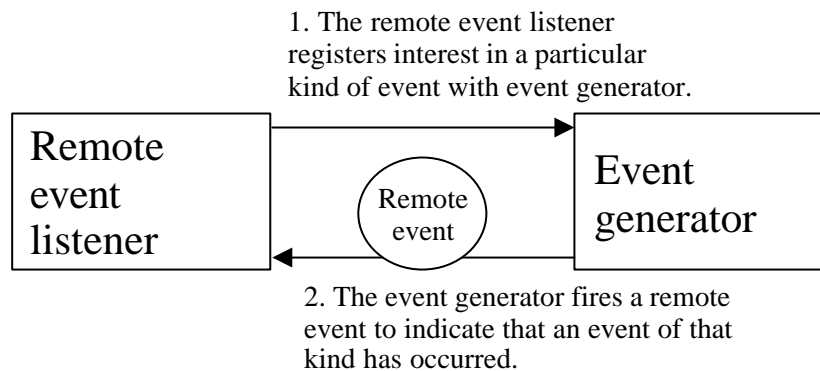 1. The remote event listener
registers interest in a particular
kind of event with event generator.
Remote
event
listener
Remote
event
Event
generator
2. The event generator fires a remote
event to indicate that an event of that
kind has occurred.